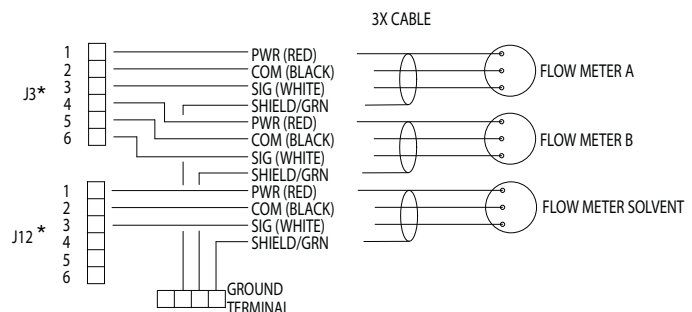 3X CABLE
J3*
1
2
3
4
5
6
PWR (RED)
COM (BLACK)
SIG (WHITE)
SHIELD/GRN
PWR (RED)
COM (BLACK)
SIG (WHITE)
SHIELD/GRN
FLOW METER A
FLOW METER B
J12*
1
2
3
4
5
6
PWR (RED)
COM (BLACK)
SIG (WHITE)
SHIELD/GRN
FLOW METER SOLVENT
GROUND
TERMINAL